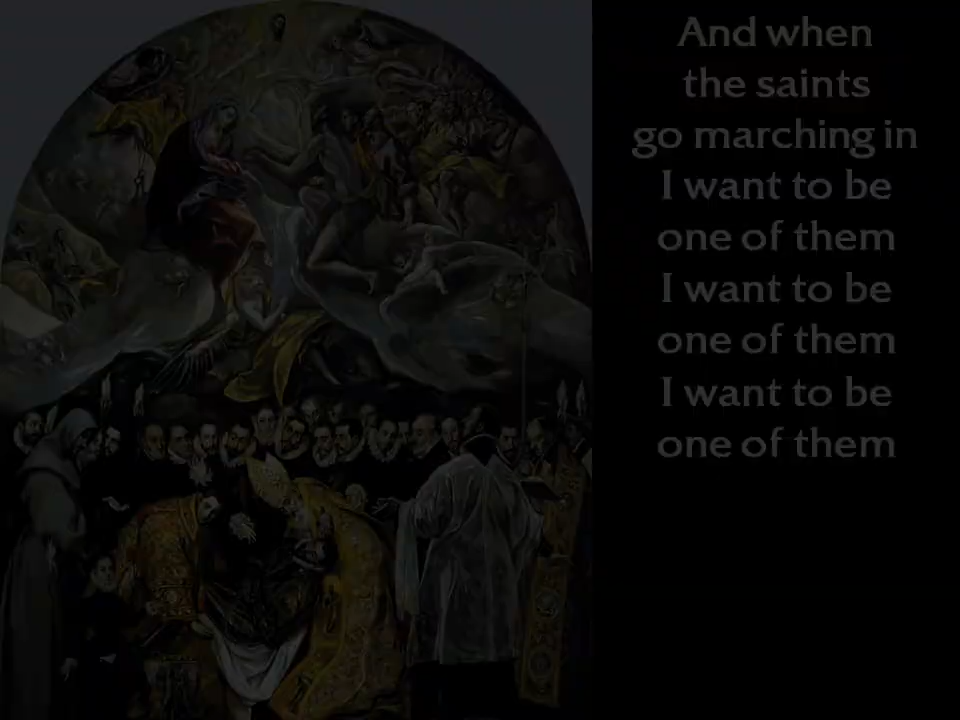 And when
the saints
go marching in
I want to be
one of them
I want to be
one of them
I want to be
one of them